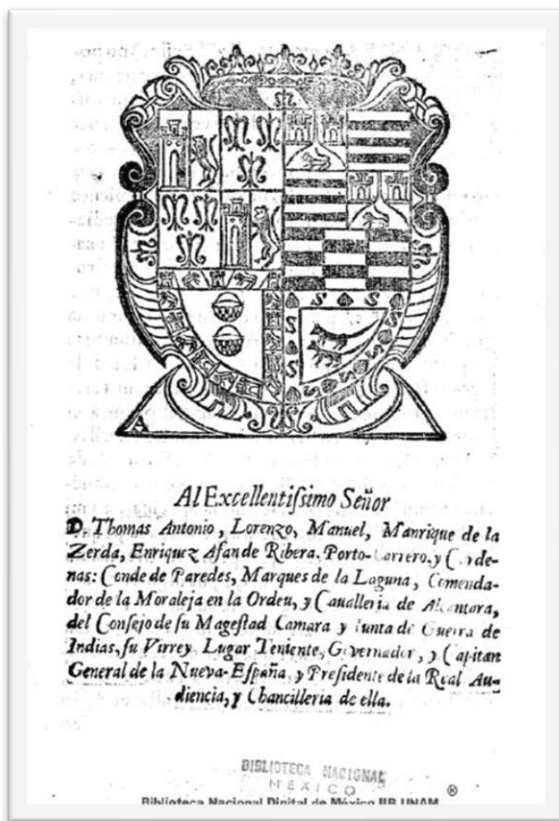 A
Al Excellentiſsimo Señor
D. Thomas Antonio, Lorenzo, Manuel, Manrique de la
Zerda, Enriquez Afan de Ribera. Porto-Carrero, y Carde-
nas: Conde de Paredes, Marques de la Laguna, Comenda-
dor de la Moraleja en la Ordeu, y Caualleria de Alcantara,
del Conſejo de ſu Mageſtad Camara y Iunta de Guerra de
Indias, ſu Virrey, Lugar Teniente, Governador, y Capitan
General de la Nueva-Eſpaña, y Preſidente de la Real Au-
diencia, y Chancilleria de ella.
BIBLIOTECA NACIONAL
MEXICO
®
Biblioteca Nacional Digital de México IIB UNAM